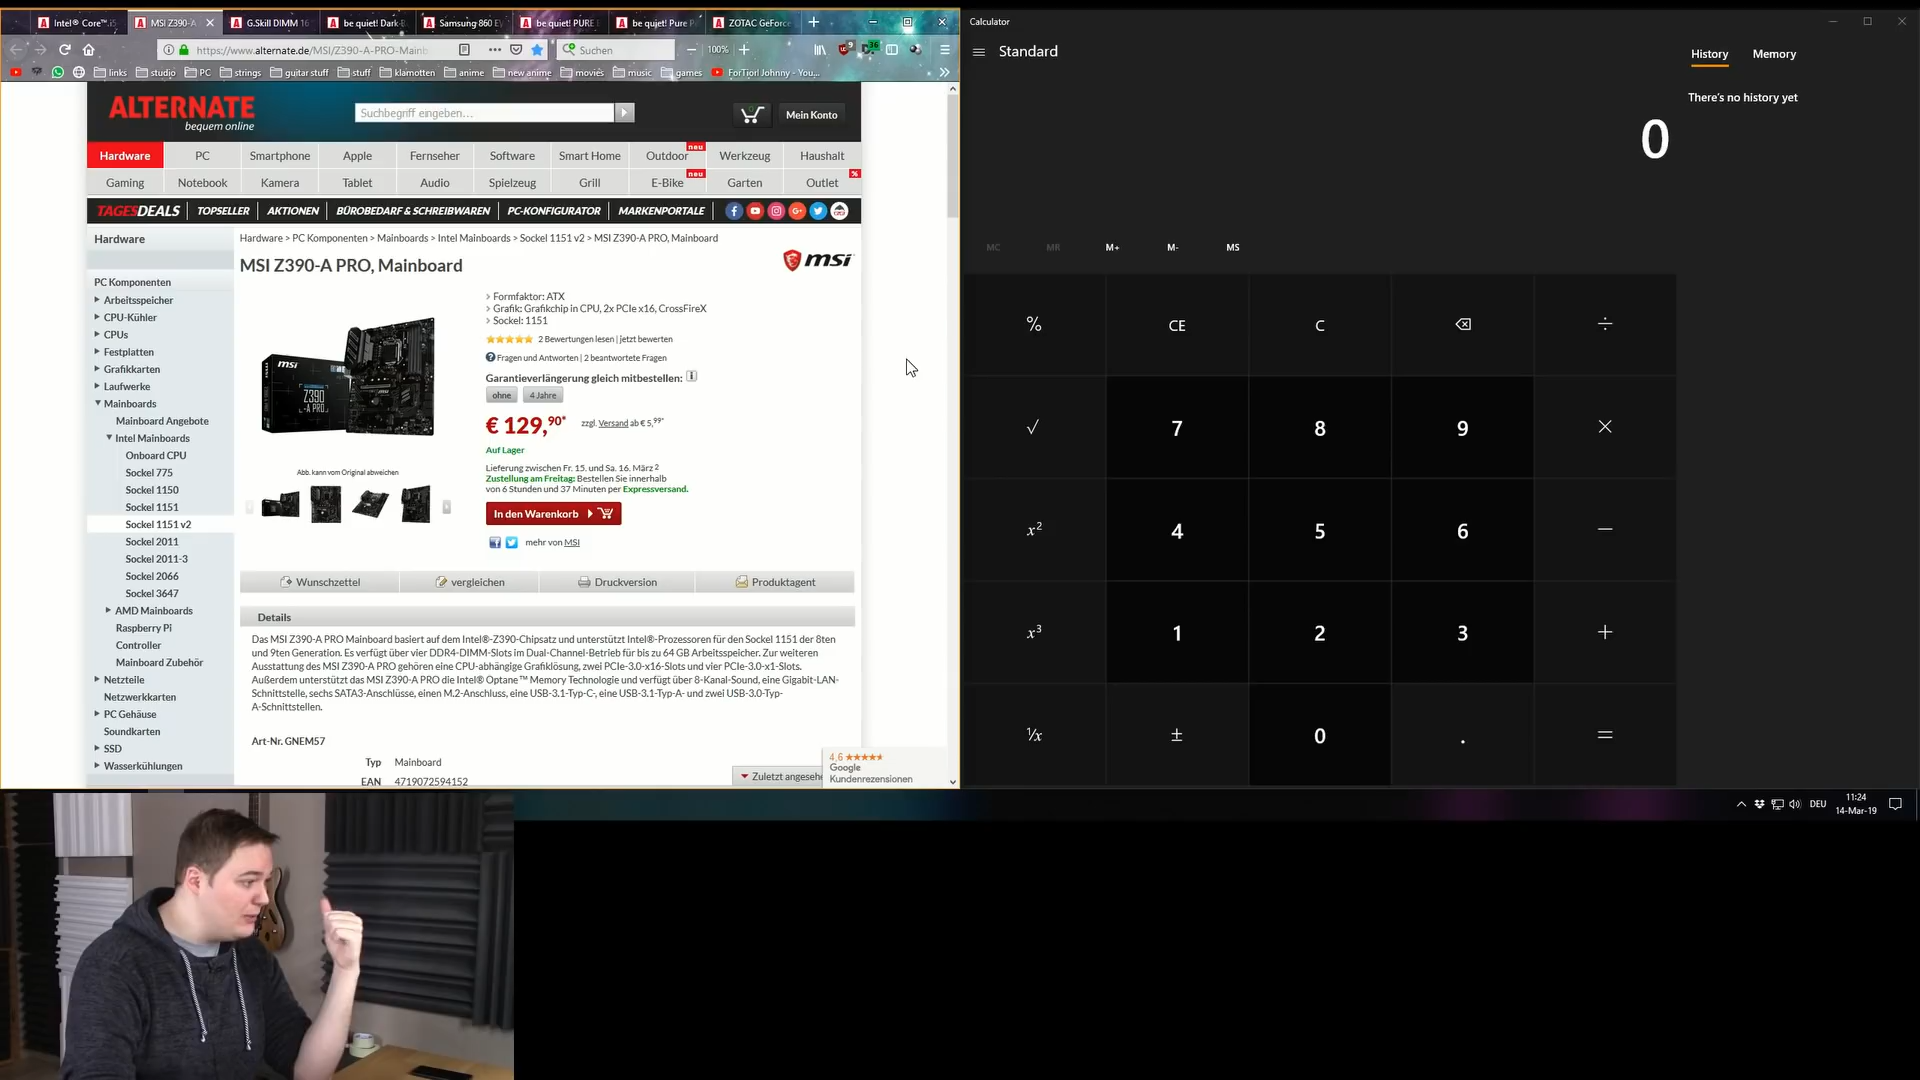 Intel® Core™ i5
MSI Z390-A
G.Skill DIMM 16
be quiet! Dark
Samsung 860 E
be quiet! PURE
be quiet! Pure P
ZOTAC GeForce
https://www.alternate.de/MSI/Z390-A-PRO-Mainb
Suchen
100%
links
studio
PC
strings
guitar stuff
stuff
klamotten
anime
new anime
movies
music
games
ForTiorI Johnny - You...
ALTERNATE
bequem online
Suchbegriff eingeben...
Mein Konto
Hardware
PC
Smartphone
Apple
Fernseher
Software
Smart Home
Outdoor
neu
Werkzeug
Haushalt
Gaming
Notebook
Kamera
Tablet
Audio
Spielzeug
Grill
E-Bike
neu
Garten
Outlet
%
TAGESDEALS
TOPSELLER
AKTIONEN
BÜROBEDARF & SCHREIBWAREN
PC-KONFIGURATOR
MARKENPORTALE
Hardware
PC Komponenten
Arbeitsspeicher
CPU-Kühler
CPUs
Festplatten
Grafikkarten
Laufwerke
Mainboards
Mainboard Angebote
Intel Mainboards
Onboard CPU
Sockel 775
Sockel 1150
Sockel 1151
Sockel 1151 v2
Sockel 2011
Sockel 2011-3
Sockel 2066
Sockel 3647
AMD Mainboards
Raspberry Pi
Controller
Mainboard Zubehör
Netzteile
Netzwerkkarten
PC Gehäuse
Soundkarten
SSD
Wasserkühlungen
Hardware > PC Komponenten > Mainboards > Intel Mainboards > Sockel 1151 v2 > MSI Z390-A PRO, Mainboard
MSI Z390-A PRO, Mainboard
msi
> Formfaktor: ATX
> Grafik: Grafikchip in CPU, 2x PCIe x16, CrossFireX
> Sockel: 1151
2 Bewertungen lesen | jetzt bewerten
Fragen und Antworten | 2 beantwortete Fragen
Garantieverlängerung gleich mitbestellen:
ohne
4 Jahre
€ 129,90*
zzgl. Versand ab € 5,99*
Auf Lager
Lieferung zwischen Fr. 15. und Sa. 16. März 2
Zustellung am Freitag: Bestellen Sie innerhalb
von 6 Stunden und 37 Minuten per Expressversand.
In den Warenkorb
mehr von MSI
msi
Z390
-A PRO
Abb. kann vom Original abweichen
Wunschzettel
vergleichen
Druckversion
Produktagent
Details
Das MSI Z390-A PRO Mainboard basiert auf dem Intel®-Z390-Chipsatz und unterstützt Intel®-Prozessoren für den Sockel 1151 der 8ten
und 9ten Generation. Es verfügt über vier DDR4-DIMM-Slots im Dual-Channel-Betrieb für bis zu 64 GB Arbeitsspeicher. Zur weiteren
Ausstattung des MSI Z390-A PRO gehören eine CPU-abhängige Grafiklösung, zwei PCIe-3.0-x16-Slots und vier PCIe-3.0-x1-Slots.
Außerdem unterstützt das MSI Z390-A PRO die Intel® Optane™ Memory Technologie und verfügt über 8-Kanal-Sound, eine Gigabit-LAN-
Schnittstelle, sechs SATA3-Anschlüsse, einen M.2-Anschluss, eine USB-3.1-Typ-C-, eine USB-3.1-Typ-A- und zwei USB-3.0-Typ-
A-Schnittstellen.
Art-Nr. GNEM57
Typ Mainboard
EAN 4719072594152
Zuletzt angesehe
4,6
Google
Kundenrezensionen
Calculator
Standard
History
Memory
There's no history yet
0
MC
MR
M+
M-
MS
% CE C ÷
√ 7 8 9 ×
x² 4 5 6 −
x³ 1 2 3 +
¹/x ± 0 . =
DEU
11:24
14-Mar-19